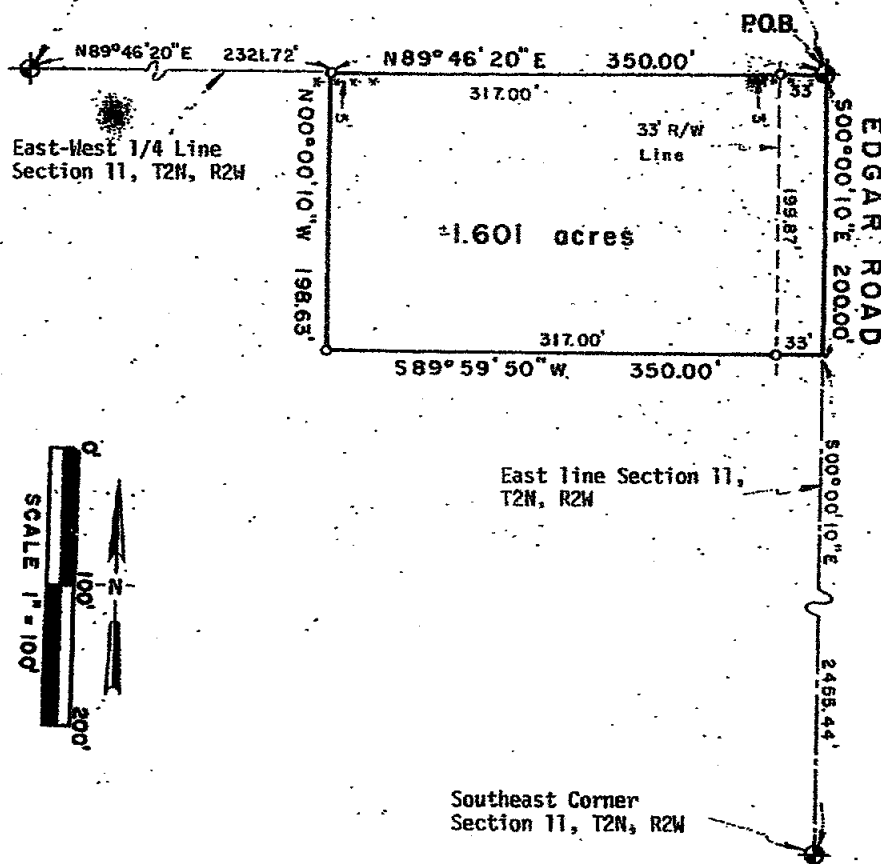 P.O.B.
N89°46'20"E 2321.72'
N89°46'20"E 350.00'
317.00'
33'
East-West 1/4 Line
Section 11, T2N, R2W
N00°00'10"W 198.63'
33' R/W
Line
199.87'
S00°00'10"E 200.00'
EDGAR ROAD
±1.601 acres
317.00'
33'
S89°59'50"W. 350.00'
East line Section 11,
T2N, R2W
S00°00'10"E
0'
100'
200'
SCALE 1" = 100'
N
Southeast Corner
Section 11, T2N, R2W